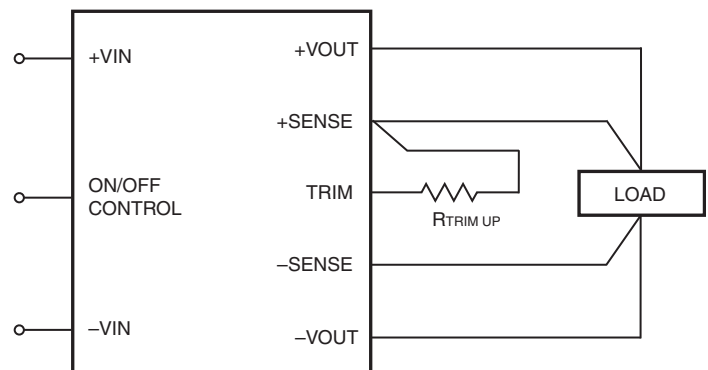 +VIN
+VOUT
+SENSE
ON/OFF
CONTROL
TRIM
RTRIM UP
LOAD
–SENSE
–VIN
–VOUT